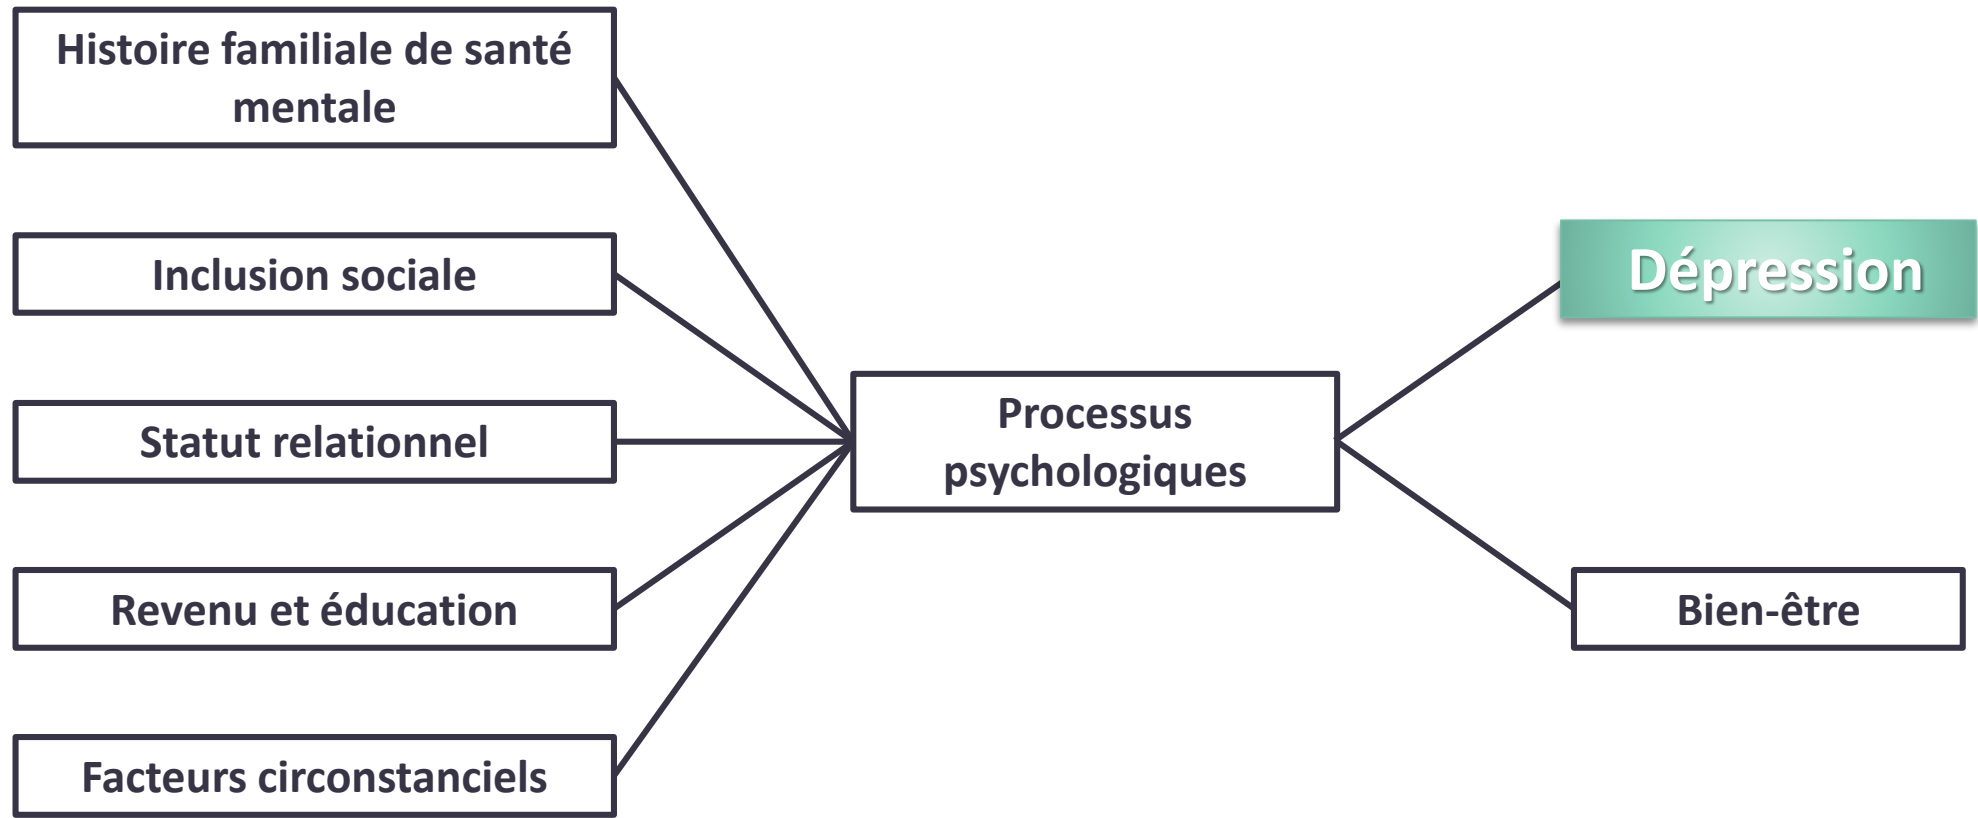 Histoire familiale de santé
mentale
Inclusion sociale
Statut relationnel
Revenu et éducation
Facteurs circonstanciels
Processus
psychologiques
Dépression
Bien-être